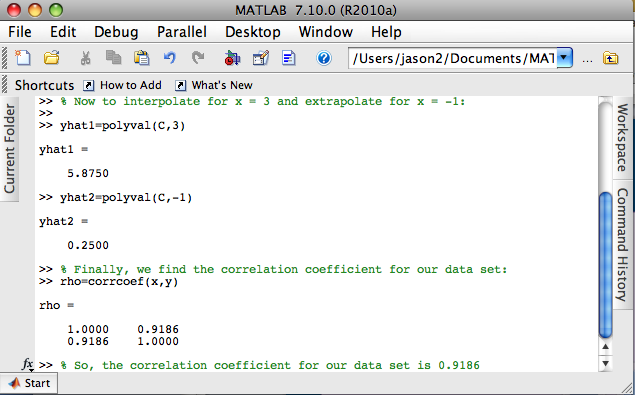 MATLAB 7.10.0 (R2010a)
File Edit Debug Parallel Desktop Window Help
/Users/jason2/Documents/MAT
...
Shortcuts How to Add What's New
Current Folder
>> % Now to interpolate for x = 3 and extrapolate for x = -1:
>>
>> yhat1=polyval(C,3)
yhat1 =
5.8750
>> yhat2=polyval(C,-1)
yhat2 =
0.2500
>> % Finally, we find the correlation coefficient for our data set:
>> rho=corrcoef(x,y)
rho =
1.0000 0.9186
0.9186 1.0000
fx >> % So, the correlation coefficient for our data set is 0.9186
Workspace
Command History
Start